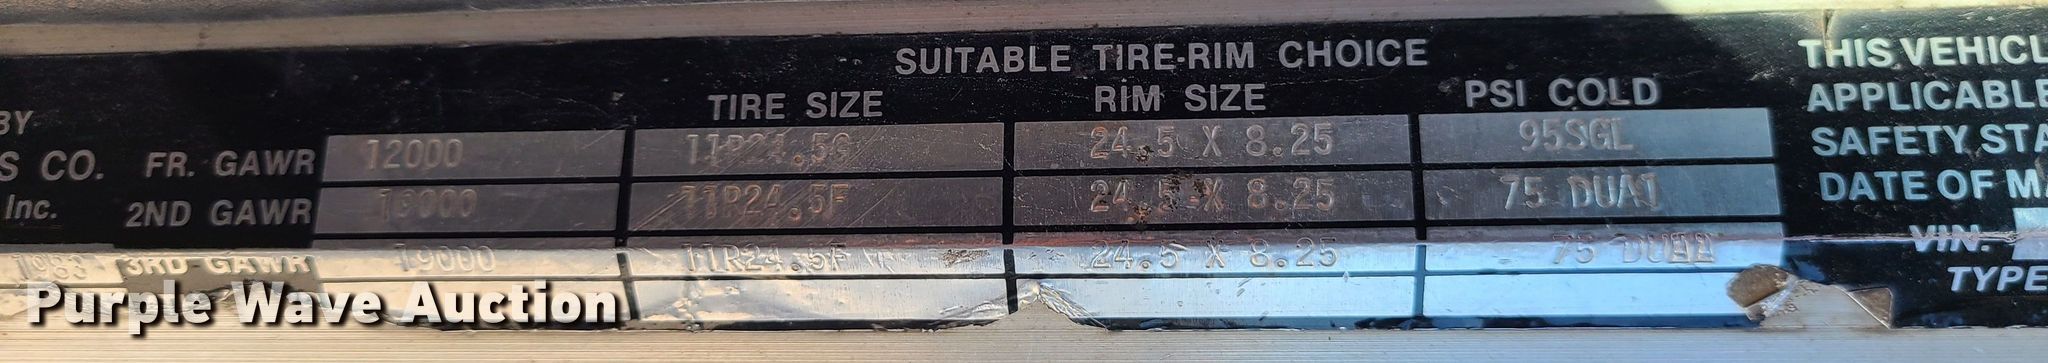 SUITABLE TIRE-RIM CHOICE
TIRE SIZE RIM SIZE PSI COLD
BY
S CO. FR. GAWR 12000 11R24.5G 24.5 X 8.25 95SGL
Inc. 2ND GAWR 19000 11R24.5F 24.5 X 8.25 75 DUAL
1983 3RD GAWR 19000 11R24.5F 24.5 X 8.25 75 DUAL
THIS VEHICL
APPLICABLE
SAFETY STA
DATE OF MA
VIN.
TYPE
Purple Wave Auction